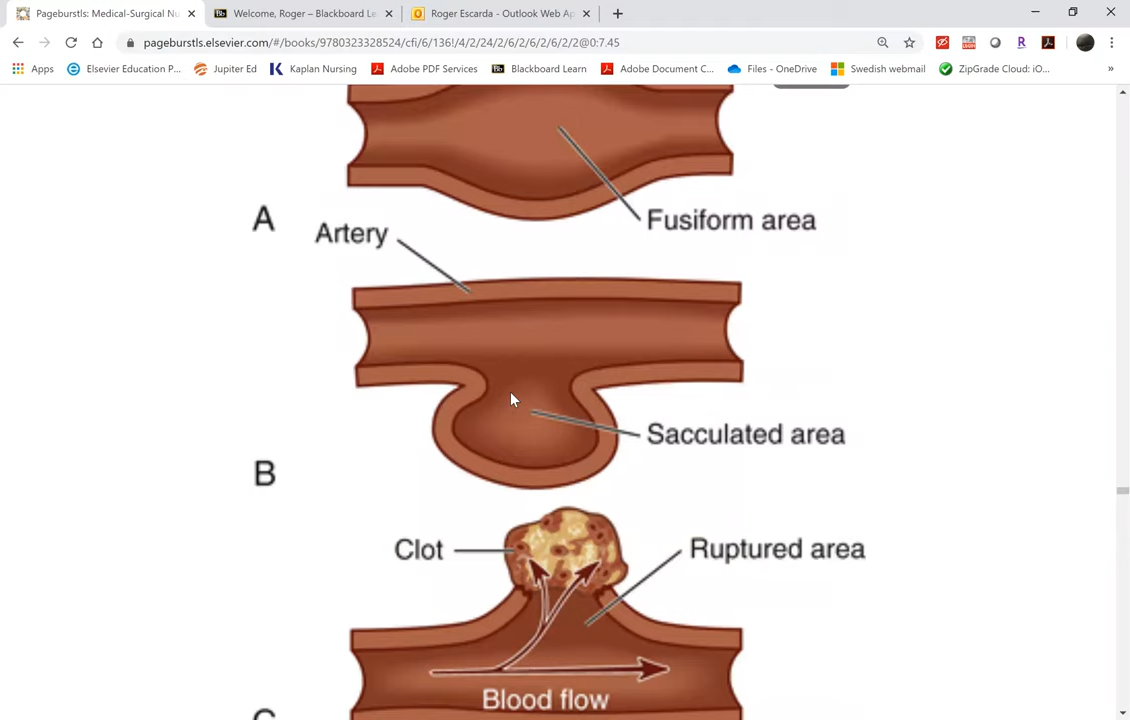 Pageburstls: Medical-Surgical Nu
Welcome, Roger – Blackboard Le
Roger Escarda - Outlook Web Ap
pageburstls.elsevier.com/#/books/9780323328524/cfi/6/136!/4/2/24/2/6/2/6/2/6/2/2@0:7.45
Apps
Elsevier Education P...
Jupiter Ed
Kaplan Nursing
Adobe PDF Services
Blackboard Learn
Adobe Document C...
Files - OneDrive
Swedish webmail
ZipGrade Cloud: iO...
»
Fusiform area
A
Artery
Sacculated area
B
Clot
Ruptured area
Blood flow
C